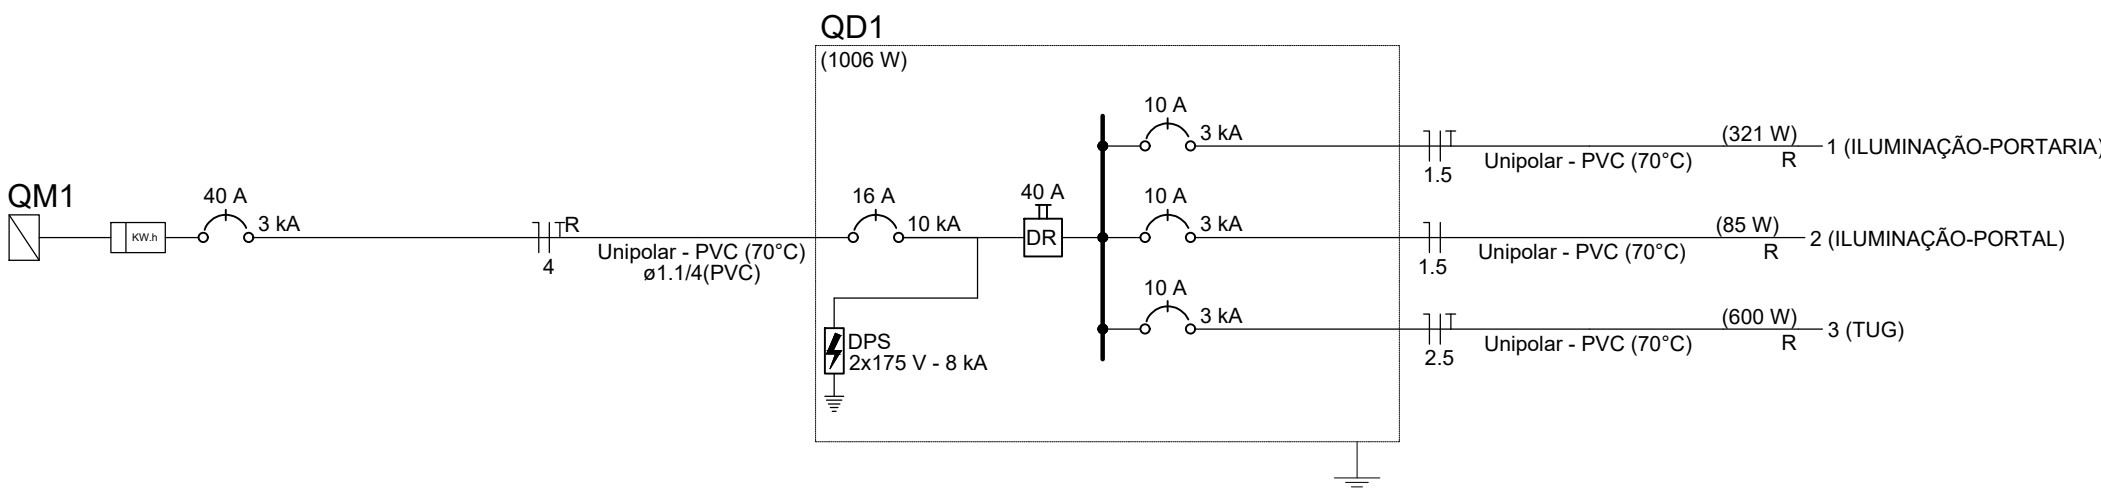 QD1
(1006 W)
10 A
3 kA
1.5
Unipolar - PVC (70°C)
(321 W)
R
1 (ILUMINAÇÃO-PORTARIA)
QM1
KW.h
40 A
3 kA
4
R
Unipolar - PVC (70°C)
ø1.1/4(PVC)
16 A
10 kA
40 A
DR
10 A
3 kA
1.5
Unipolar - PVC (70°C)
(85 W)
R
2 (ILUMINAÇÃO-PORTAL)
DPS
2x175 V - 8 kA
10 A
3 kA
2.5
Unipolar - PVC (70°C)
(600 W)
R
3 (TUG)